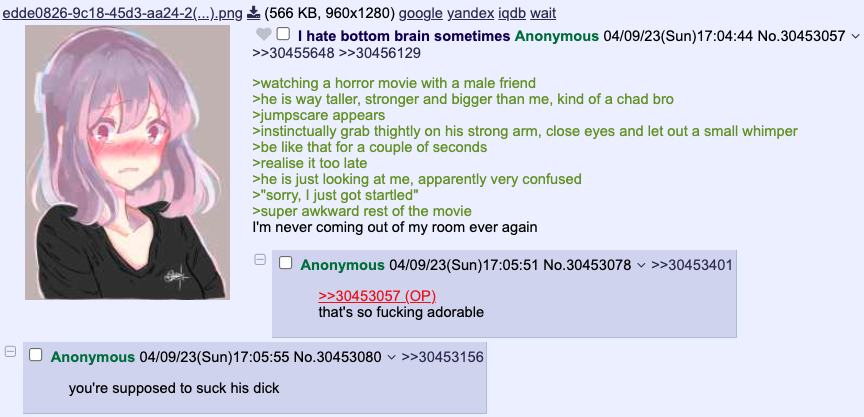 edde0826-9c18-45d3-aa24-2(...).png (566 KB, 960x1280) google yandex iqdb wait
I hate bottom brain sometimes Anonymous 04/09/23(Sun)17:04:44 No.30453057
>>30455648 >>30456129
>watching a horror movie with a male friend
>he is way taller, stronger and bigger than me, kind of a chad bro
>jumpscare appears
>instinctually grab thightly on his strong arm, close eyes and let out a small whimper
>be like that for a couple of seconds
>realise it too late
>he is just looking at me, apparently very confused
>"sorry, I just got startled"
>super awkward rest of the movie
I'm never coming out of my room ever again
Anonymous 04/09/23(Sun)17:05:51 No.30453078 >>30453401
>>30453057 (OP)
that's so fucking adorable
Anonymous 04/09/23(Sun)17:05:55 No.30453080 >>30453156
you're supposed to suck his dick